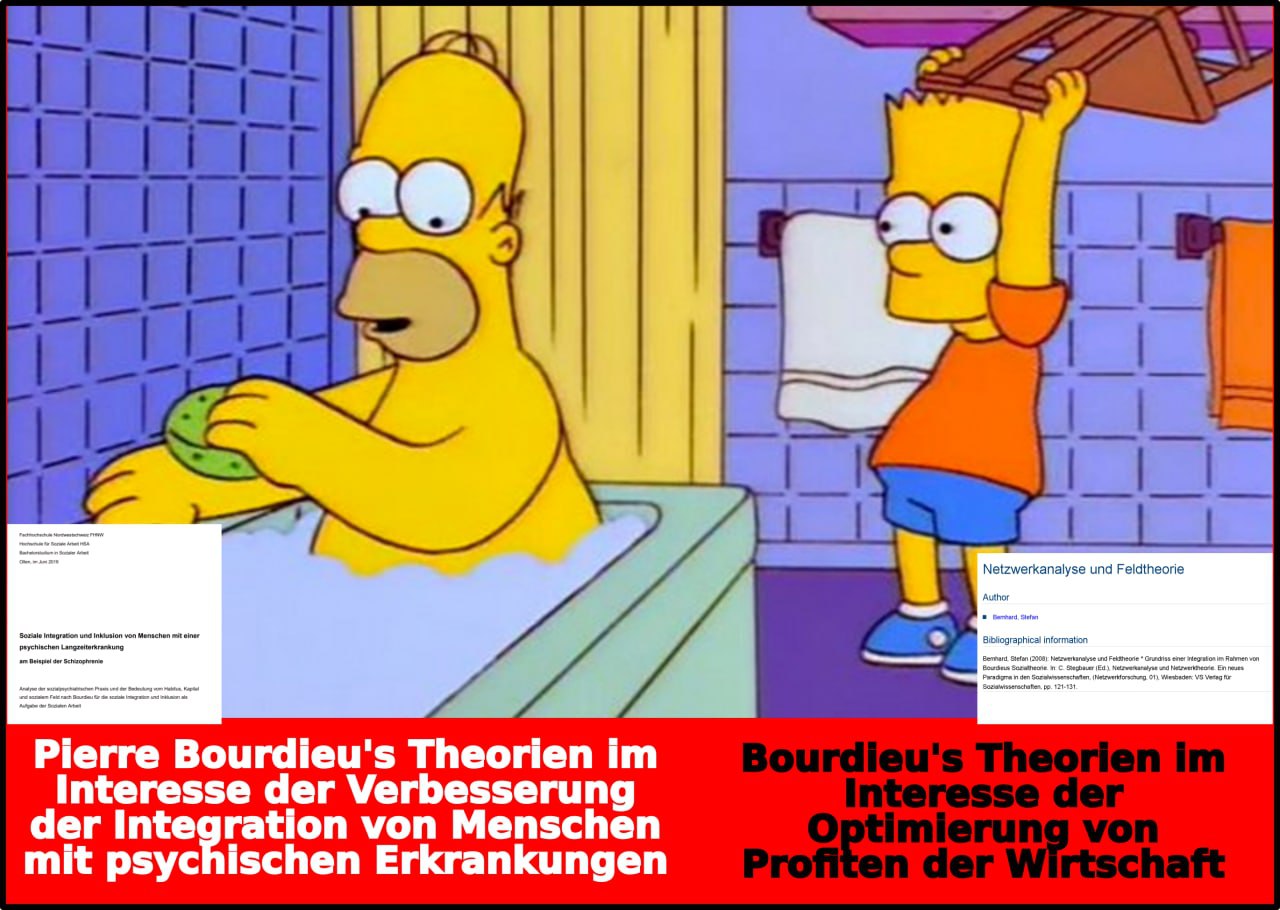 Fachhochschule Nordwestschweiz FHNW
Hochschule für Soziale Arbeit HSA
Bachelorstudium in Sozialer Arbeit
Olten, im Juni 2015
Soziale Integration und Inklusion von Menschen mit einer
psychischen Langzeiterkrankung
am Beispiel der Schizophrenie
Analyse der sozialpsychiatrischen Praxis und der Bedeutung vom Habitus, Kapital
und sozialem Feld nach Bourdieu für die soziale Integration und Inklusion als
Aufgabe der Sozialen Arbeit
Netzwerkanalyse und Feldtheorie
Author
Bernhard, Stefan
Bibliographical information
Bernhard, Stefan (2008): Netzwerkanalyse und Feldtheorie * Grundriss einer Integration im Rahmen von
Bourdieus Sozialtheorie. In: C. Stegbauer (Ed.), Netzwerkanalyse und Netzwerktheorie. Ein neues
Paradigma in den Sozialwissenschaften, (Netzwerkforschung, 01), Wiesbaden: VS Verlag für
Sozialwissenschaften, pp. 121-131.
Pierre Bourdieu's Theorien im
Interesse der Verbesserung
der Integration von Menschen
mit psychischen Erkrankungen
Bourdieu's Theorien im
Interesse der
Optimierung von
Profiten der Wirtschaft